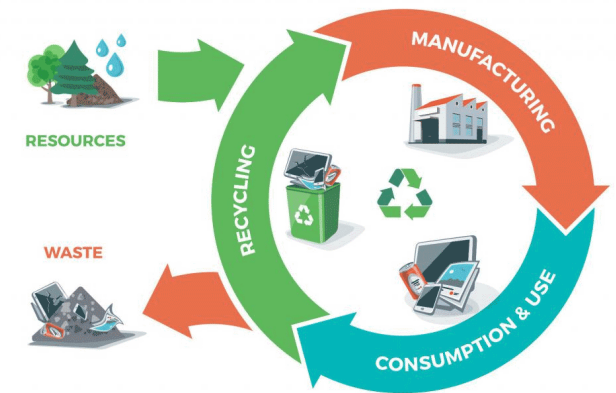 MANUFACTURING
RESOURCES
RECYCLING
WASTE
CONSUMPTION & USE